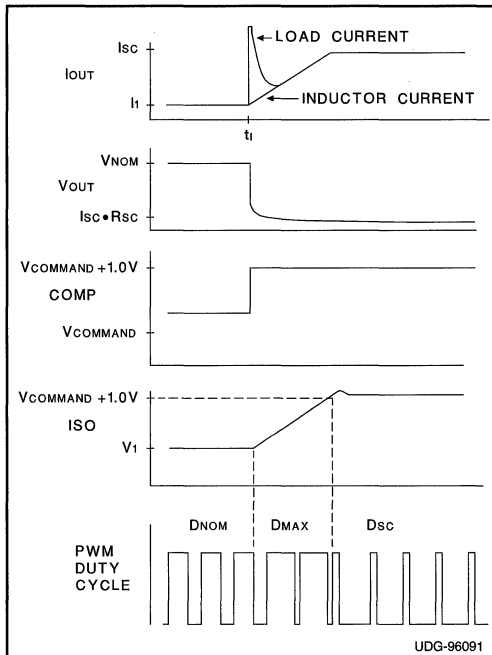 ISC
LOAD CURRENT
IOUT
I1
INDUCTOR CURRENT
tI
VNOM
VOUT
ISC•RSC
VCOMMAND +1.0V
COMP
VCOMMAND
VCOMMAND +1.0V
ISO
V1
DNOM DMAX DSC
PWM
DUTY
CYCLE
UDG-96091